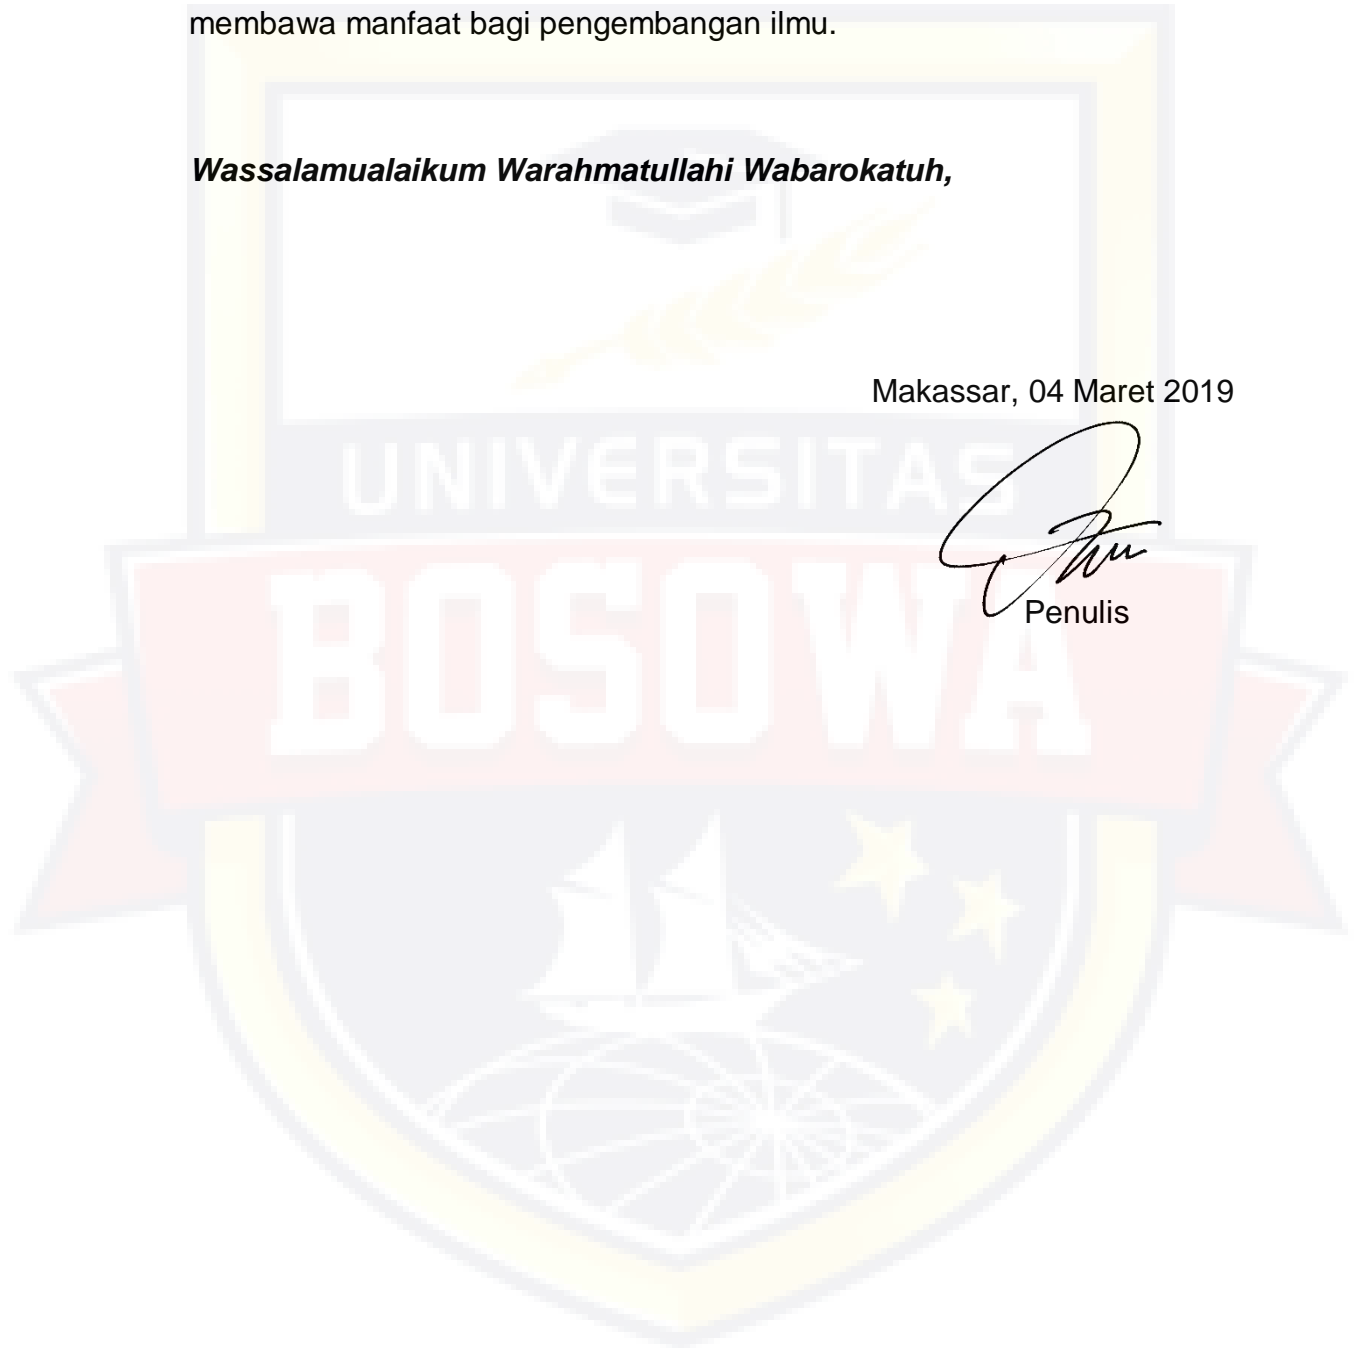 membawa manfaat bagi pengembangan ilmu.
Wassalamualaikum Warahmatullahi Wabarokatuh,
Makassar, 04 Maret 2019
UNIVERSITAS
Penulis
BOSOWA